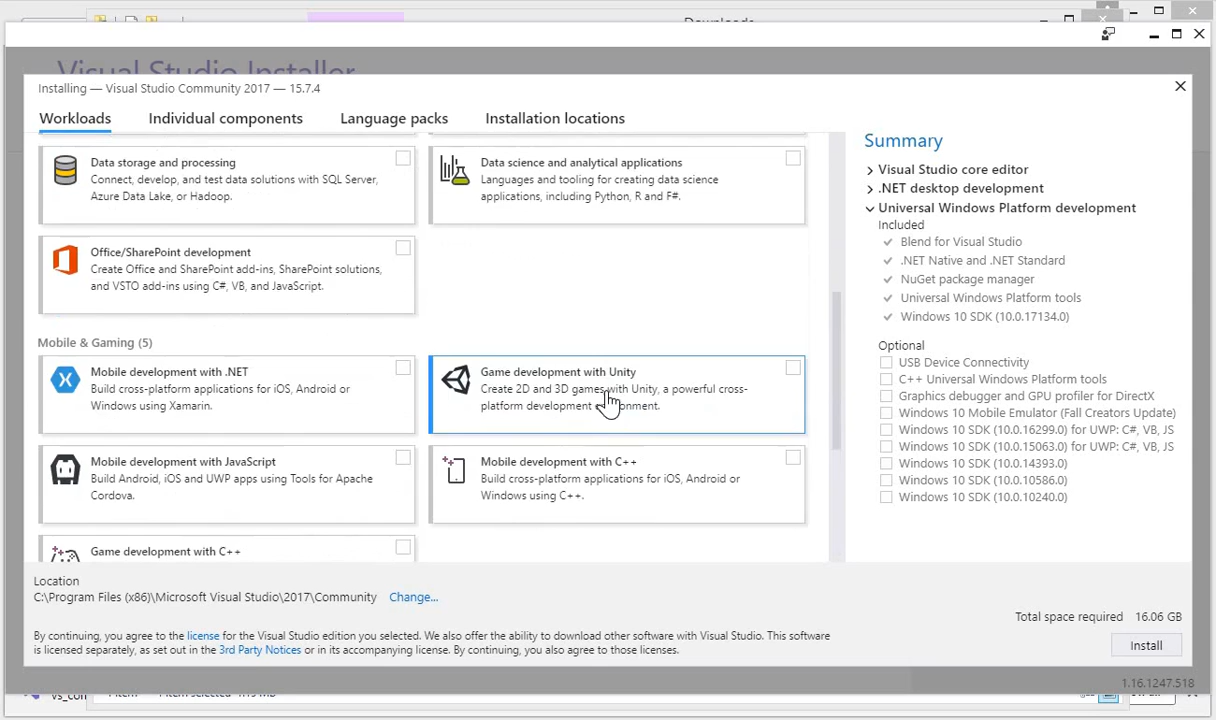 Downloads
Visual Studio Installer
Installing — Visual Studio Community 2017 — 15.7.4
Workloads
Individual components
Language packs
Installation locations
Data storage and processing
Connect, develop, and test data solutions with SQL Server,
Azure Data Lake, or Hadoop.
Data science and analytical applications
Languages and tooling for creating data science
applications, including Python, R and F#.
Office/SharePoint development
Create Office and SharePoint add-ins, SharePoint solutions,
and VSTO add-ins using C#, VB, and JavaScript.
Mobile & Gaming (5)
Mobile development with .NET
Build cross-platform applications for iOS, Android or
Windows using Xamarin.
Game development with Unity
Create 2D and 3D games with Unity, a powerful cross-
platform development environment.
Mobile development with JavaScript
Build Android, iOS and UWP apps using Tools for Apache
Cordova.
Mobile development with C++
Build cross-platform applications for iOS, Android or
Windows using C++.
Game development with C++
Summary
Visual Studio core editor
.NET desktop development
Universal Windows Platform development
Included
Blend for Visual Studio
.NET Native and .NET Standard
NuGet package manager
Universal Windows Platform tools
Windows 10 SDK (10.0.17134.0)
Optional
USB Device Connectivity
C++ Universal Windows Platform tools
Graphics debugger and GPU profiler for DirectX
Windows 10 Mobile Emulator (Fall Creators Update)
Windows 10 SDK (10.0.16299.0) for UWP: C#, VB, JS
Windows 10 SDK (10.0.15063.0) for UWP: C#, VB, JS
Windows 10 SDK (10.0.14393.0)
Windows 10 SDK (10.0.10586.0)
Windows 10 SDK (10.0.10240.0)
Location
C:\Program Files (x86)\Microsoft Visual Studio\2017\Community
Change...
Total space required 16.06 GB
By continuing, you agree to the license for the Visual Studio edition you selected. We also offer the ability to download other software with Visual Studio. This software
is licensed separately, as set out in the 3rd Party Notices or in its accompanying license. By continuing, you also agree to those licenses.
Install
1.16.1247.518
vs_con